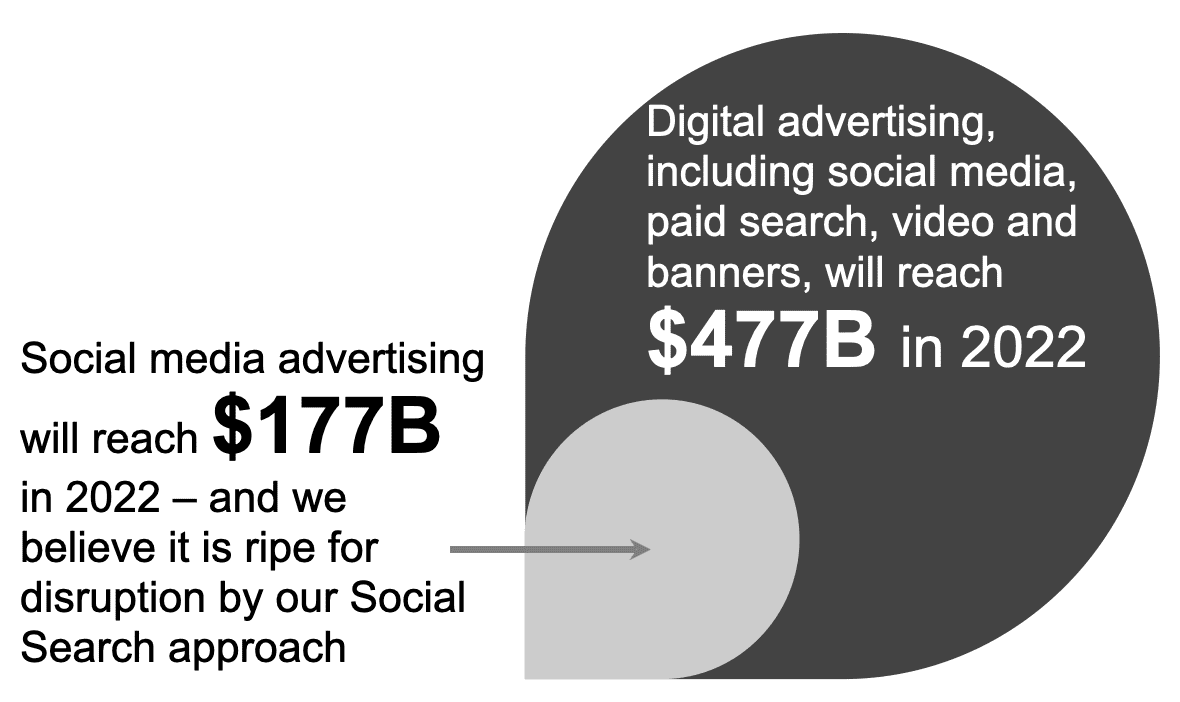 Digital advertising,
including social media,
paid search, video and
banners, will reach
$477B in 2022
Social media advertising
will reach $177B
in 2022 – and we
believe it is ripe for
disruption by our Social
Search approach